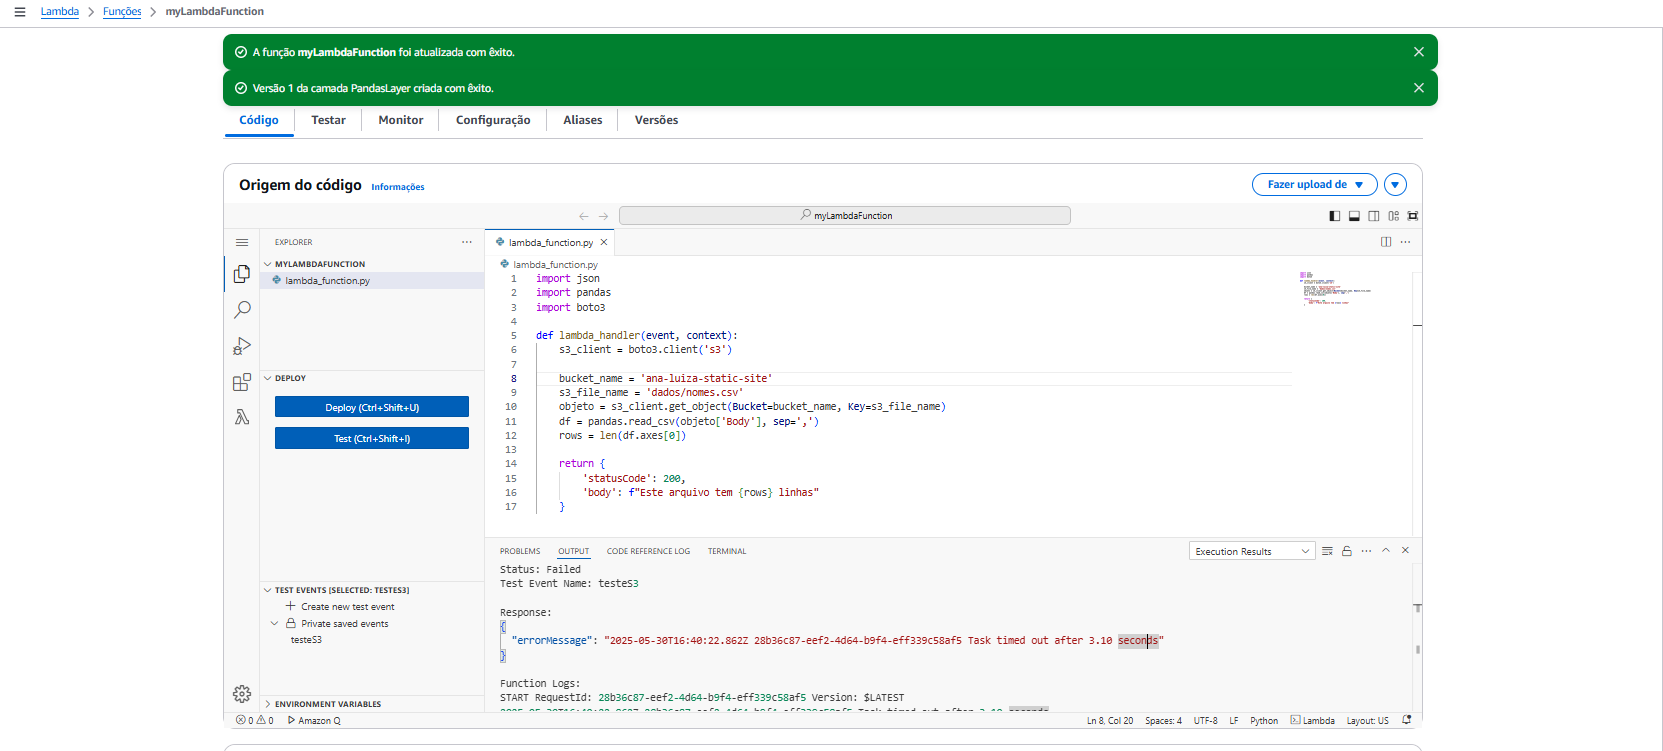 Lambda > Funções > myLambdaFunction
A função myLambdaFunction foi atualizada com êxito.
Versão 1 da camada PandasLayer criada com êxito.
Código Testar Monitor Configuração Aliases Versões
Origem do código Informações
Fazer upload de
myLambdaFunction
EXPLORER
MYLAMBDAFUNCTION
lambda_function.py
DEPLOY
Deploy (Ctrl+Shift+U)
Test (Ctrl+Shift+I)
TEST EVENTS [SELECTED: TESTES3]
Create new test event
Private saved events
testeS3
ENVIRONMENT VARIABLES
lambda_function.py
lambda_function.py
1 import json
2 import pandas
3 import boto3
4
5 def lambda_handler(event, context):
6 s3_client = boto3.client('s3')
7
8 bucket_name = 'ana-luiza-static-site'
9 s3_file_name = 'dados/nomes.csv'
10 objeto = s3_client.get_object(Bucket=bucket_name, Key=s3_file_name)
11 df = pandas.read_csv(objeto['Body'], sep=',')
12 rows = len(df.axes[0])
13
14 return {
15 'statusCode': 200,
16 'body': f"Este arquivo tem {rows} linhas"
17 }
PROBLEMS OUTPUT CODE REFERENCE LOG TERMINAL
Execution Results
Status: Failed
Test Event Name: testeS3
Response:
{
"errorMessage": "2025-05-30T16:40:22.862Z 28b36c87-eef2-4d64-b9f4-eff339c58af5 Task timed out after 3.10 seconds"
}
Function Logs:
START RequestId: 28b36c87-eef2-4d64-b9f4-eff339c58af5 Version: $LATEST
0 0 Amazon Q
Ln 8, Col 20 Spaces: 4 UTF-8 LF Python Lambda Layout: US